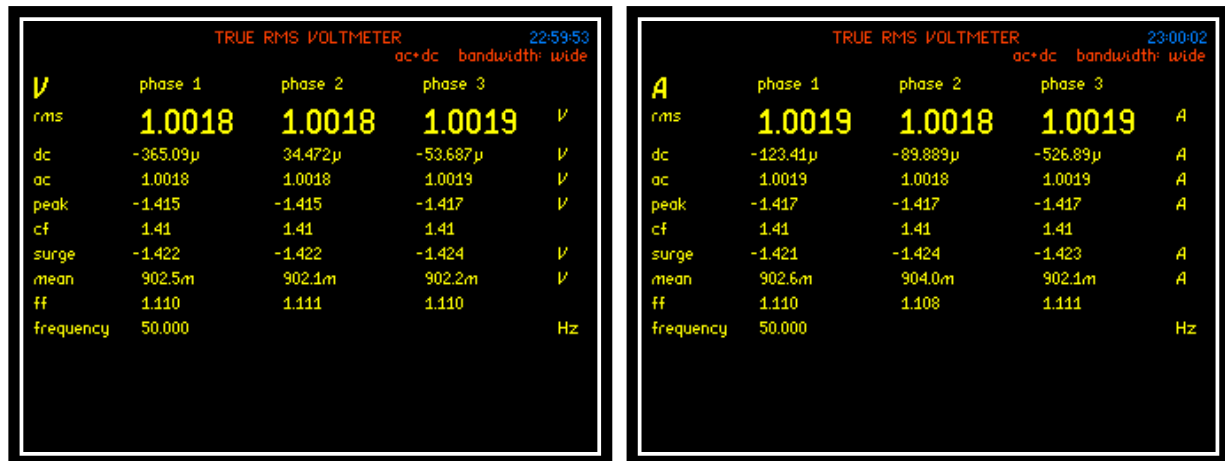 TRUE RMS VOLTMETER 22:59:53
ac+dc bandwidth: wide
V phase 1 phase 2 phase 3
rms 1.0018 1.0018 1.0019 V
dc -365.09µ 34.472µ -53.687µ V
ac 1.0018 1.0018 1.0019 V
peak -1.415 -1.415 -1.417 V
cf 1.41 1.41 1.41
surge -1.422 -1.422 -1.424 V
mean 902.5m 902.1m 902.2m V
ff 1.110 1.111 1.110
frequency 50.000 Hz
TRUE RMS VOLTMETER 23:00:02
ac+dc bandwidth: wide
A phase 1 phase 2 phase 3
rms 1.0019 1.0018 1.0019 A
dc -123.41µ -89.889µ -526.89µ A
ac 1.0019 1.0018 1.0019 A
peak -1.417 -1.417 -1.417 A
cf 1.41 1.41 1.41
surge -1.421 -1.424 -1.423 A
mean 902.6m 904.0m 902.1m A
ff 1.110 1.108 1.111
frequency 50.000 Hz